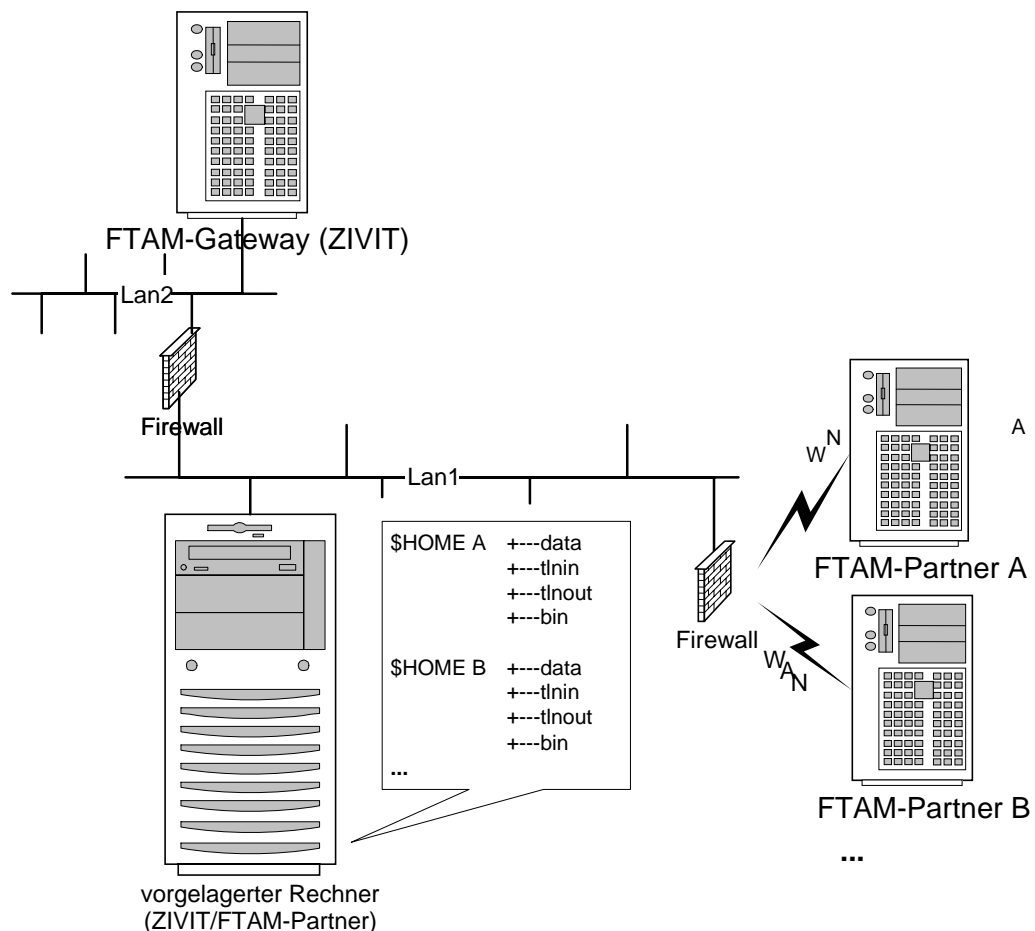 FTAM-Gateway (ZIVIT)
Lan2
Firewall
Lan1
W N
A
FTAM-Partner A
$HOME A +---data
+---tlnin
+---tlnout
+---bin
$HOME B +---data
+---tlnin
+---tlnout
+---bin
...
Firewall
WAN
FTAM-Partner B
...
vorgelagerter Rechner
(ZIVIT/FTAM-Partner)